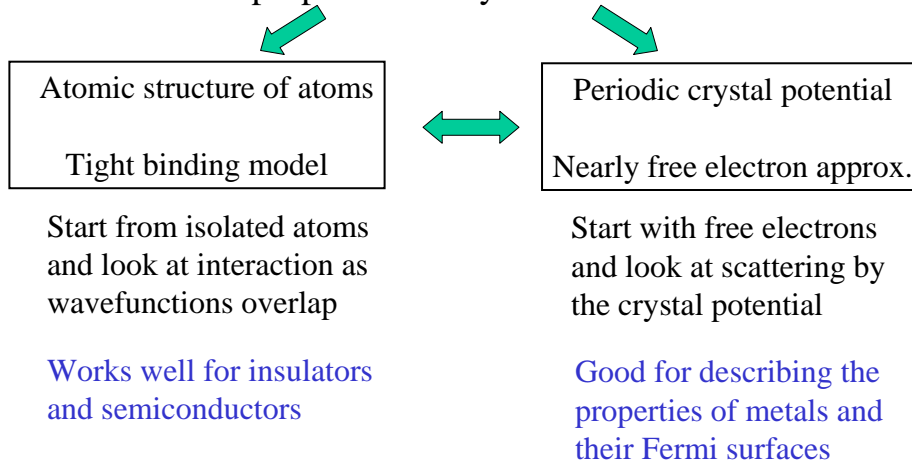 Atomic structure of atoms
Tight binding model
Periodic crystal potential
Nearly free electron approx.
Start from isolated atoms
and look at interaction as
wavefunctions overlap
Start with free electrons
and look at scattering by
the crystal potential
Works well for insulators
and semiconductors
Good for describing the
properties of metals and
their Fermi surfaces